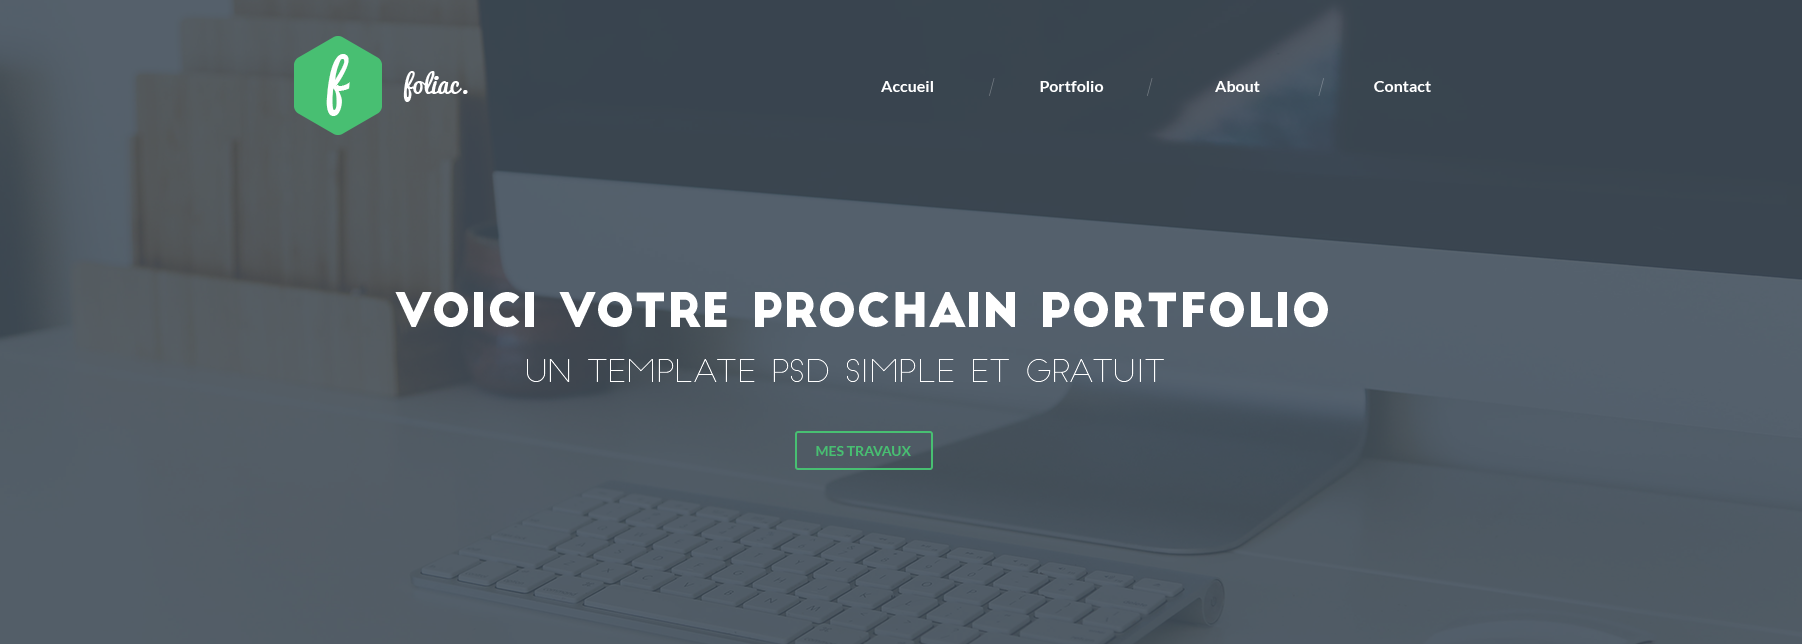 f
foliac.
Accueil / Portfolio / About / Contact
VOICI VOTRE PROCHAIN PORTFOLIO
UN TEMPLATE PSD SIMPLE ET GRATUIT
MES TRAVAUX